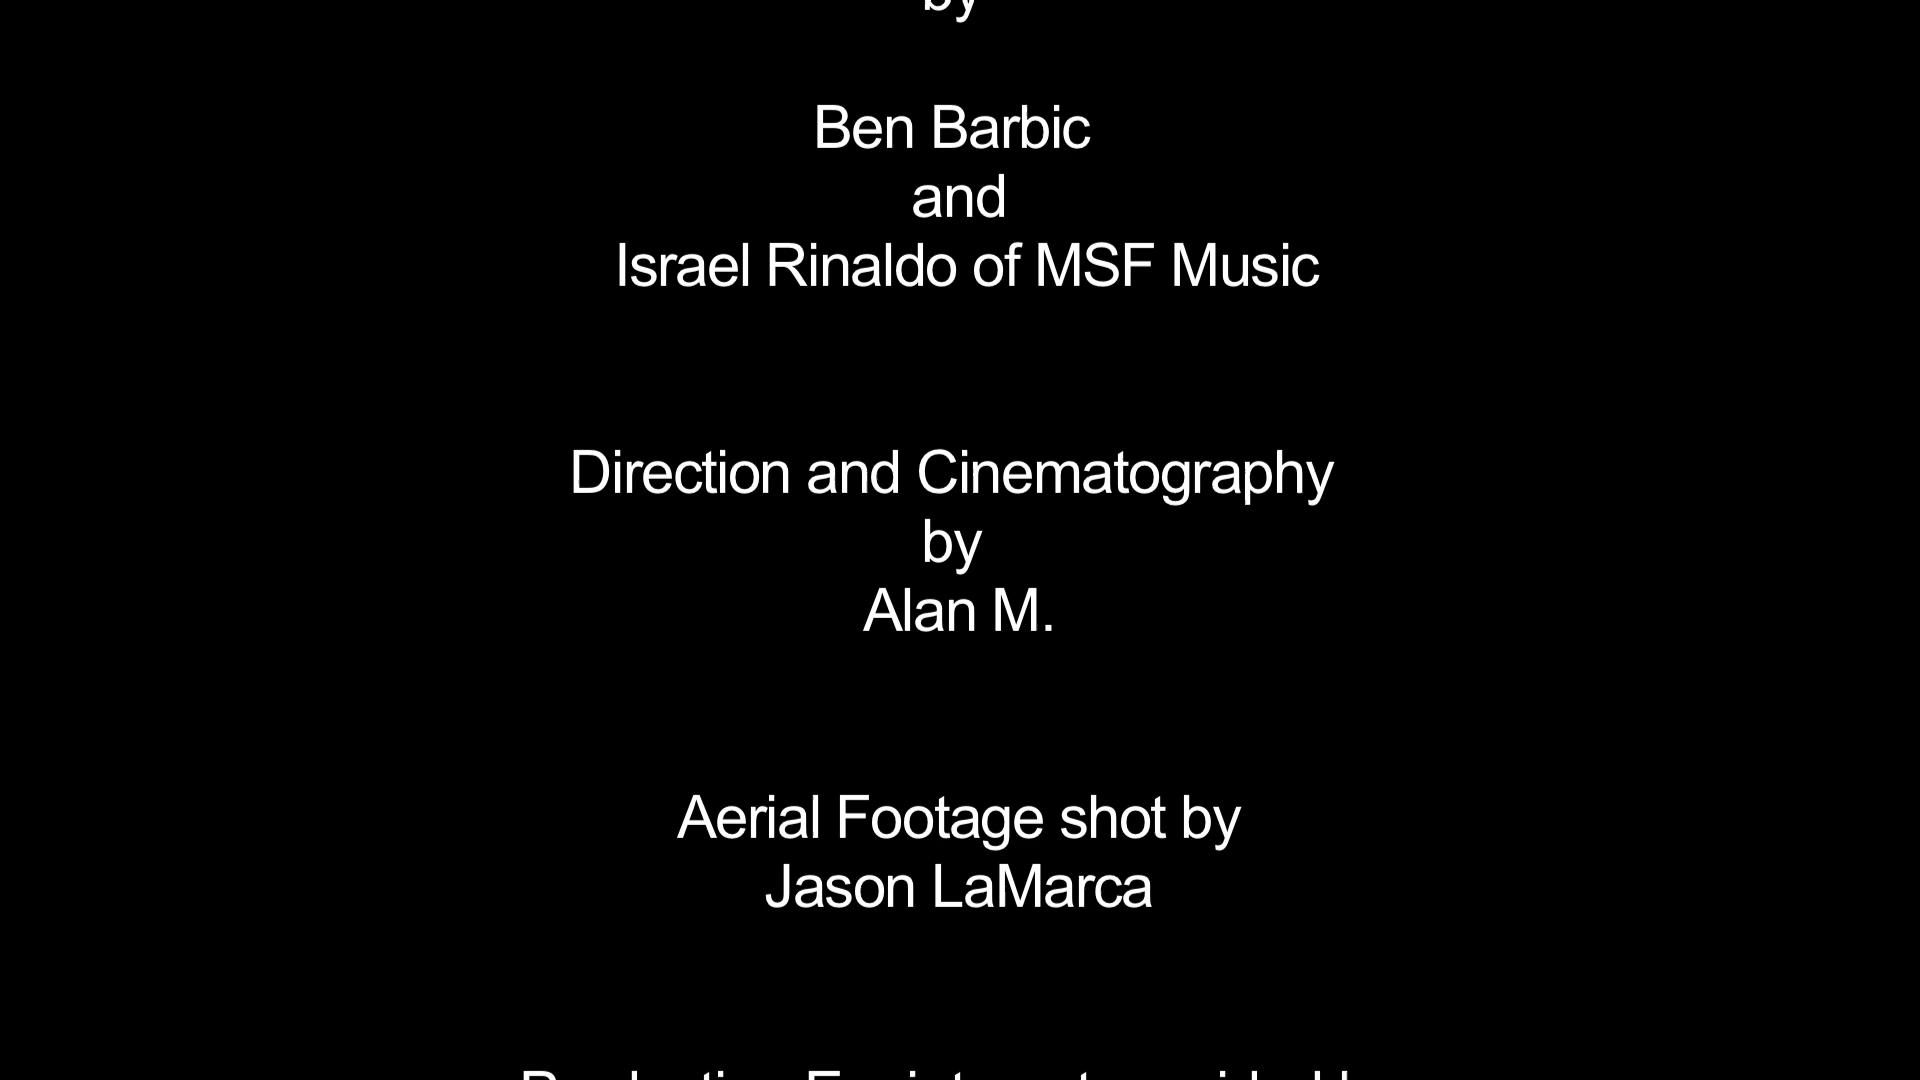 by
Ben Barbic
and
Israel Rinaldo of MSF Music
Direction and Cinematography
by
Alan M.
Aerial Footage shot by
Jason LaMarca